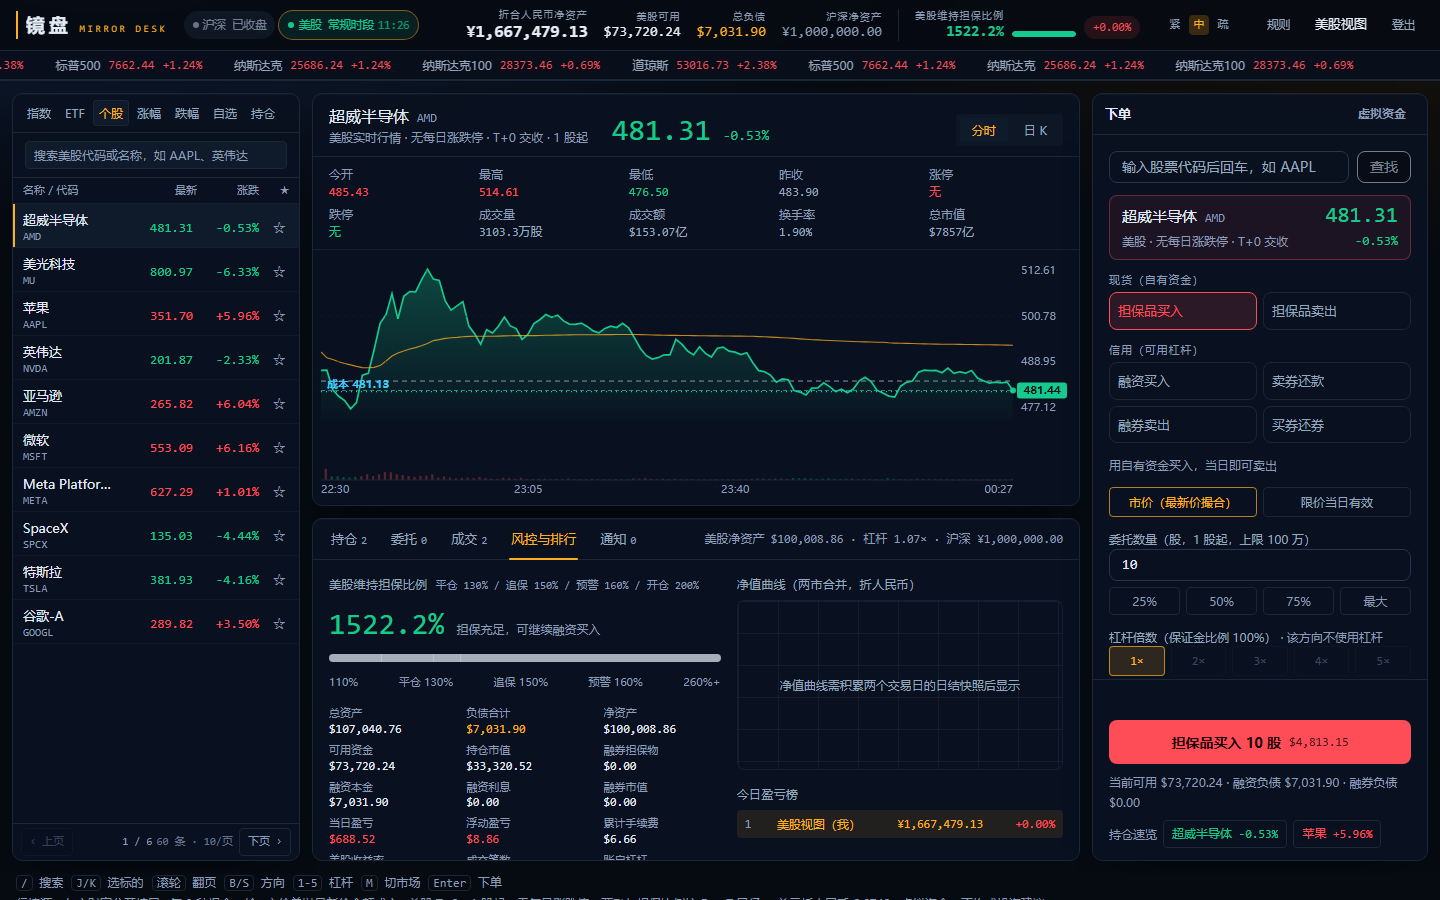 镜盘 MIRROR DESK
沪深 已收盘
美股 常规时段 11:26
折合人民币净资产
¥1,667,479.13
美股可用
$73,720.24
总负债
$7,031.90
沪深净资产
¥1,000,000.00
美股维持担保比例
1522.2%
+0.00%
紧 中 疏
规则
美股视图
登出
.38% 标普500 7662.44 +1.24% 纳斯达克 25686.24 +1.24% 纳斯达克100 28373.46 +0.69% 道琼斯 53016.73 +2.38% 标普500 7662.44 +1.24% 纳斯达克 25686.24 +1.24% 纳斯达克100 28373.46 +0.69%
指数 ETF 个股 涨幅 跌幅 自选 持仓
搜索美股代码或名称，如 AAPL、英伟达
名称 / 代码 最新 涨跌 ★
超威半导体 481.31 -0.53% ☆
AMD
美光科技 800.97 -6.33% ☆
MU
苹果 351.70 +5.96% ☆
AAPL
英伟达 201.87 -2.33% ☆
NVDA
亚马逊 265.82 +6.04% ☆
AMZN
微软 553.09 +6.16% ☆
MSFT
Meta Platfor... 627.29 +1.01% ☆
META
SpaceX 135.03 -4.44% ☆
SPCX
特斯拉 381.93 -4.16% ☆
TSLA
谷歌-A 289.82 +3.50% ☆
GOOGL
‹ 上页 1 / 6 60 条 · 10/页 下页 ›
超威半导体 AMD
美股实时行情 · 无每日涨跌停 · T+0 交收 · 1 股起
481.31 -0.53%
分时 日 K
今开 最高 最低 昨收 涨停
485.43 514.61 476.50 483.90 无
跌停 成交量 成交额 换手率 总市值
无 3103.3万股 $153.07亿 1.90% $7857亿
512.61
500.78
488.95
成本 481.13
481.44
477.12
22:30 23:05 23:40 00:27
持仓 2 委托 0 成交 2 风控与排行 通知 0
美股净资产 $100,008.86 · 杠杆 1.07× · 沪深 ¥1,000,000.00
美股维持担保比例 平仓 130% / 追保 150% / 预警 160% / 开仓 200%
1522.2% 担保充足，可继续融资买入
110% 平仓 130% 追保 150% 预警 160% 260%+
总资产 负债合计 净资产
$107,040.76 $7,031.90 $100,008.86
可用资金 持仓市值 融券担保物
$73,720.24 $33,320.52 $0.00
融资本金 融资利息 融券市值
$7,031.90 $0.00 $0.00
当日盈亏 浮动盈亏 累计手续费
$688.52 $8.86 $6.66
美股收益率 成交笔数 账户杠杆
净值曲线（两市合并，折人民币）
净值曲线需积累两个交易日的日结快照后显示
今日盈亏榜
1 美股视图（我） ¥1,667,479.13 +0.00%
下单 虚拟资金
输入股票代码后回车，如 AAPL 查找
超威半导体 AMD 481.31
美股 · 无每日涨跌停 · T+0 交收 -0.53%
现货（自有资金）
担保品买入 担保品卖出
信用（可用杠杆）
融资买入 卖券还款
融券卖出 买券还券
用自有资金买入，当日即可卖出
市价（最新价撮合） 限价当日有效
委托数量（股，1 股起，上限 100 万）
10
25% 50% 75% 最大
杠杆倍数（保证金比例 100%） · 该方向不使用杠杆
1× 2× 3× 4× 5×
担保品买入 10 股 $4,813.15
当前可用 $73,720.24 · 融资负债 $7,031.90 · 融券负债
$0.00
持仓速览 超威半导体 -0.53% 苹果 +5.96%
/ 搜索 J/K 选标的 滚轮 翻页 B/S 方向 1-5 杠杆 M 切市场 Enter 下单